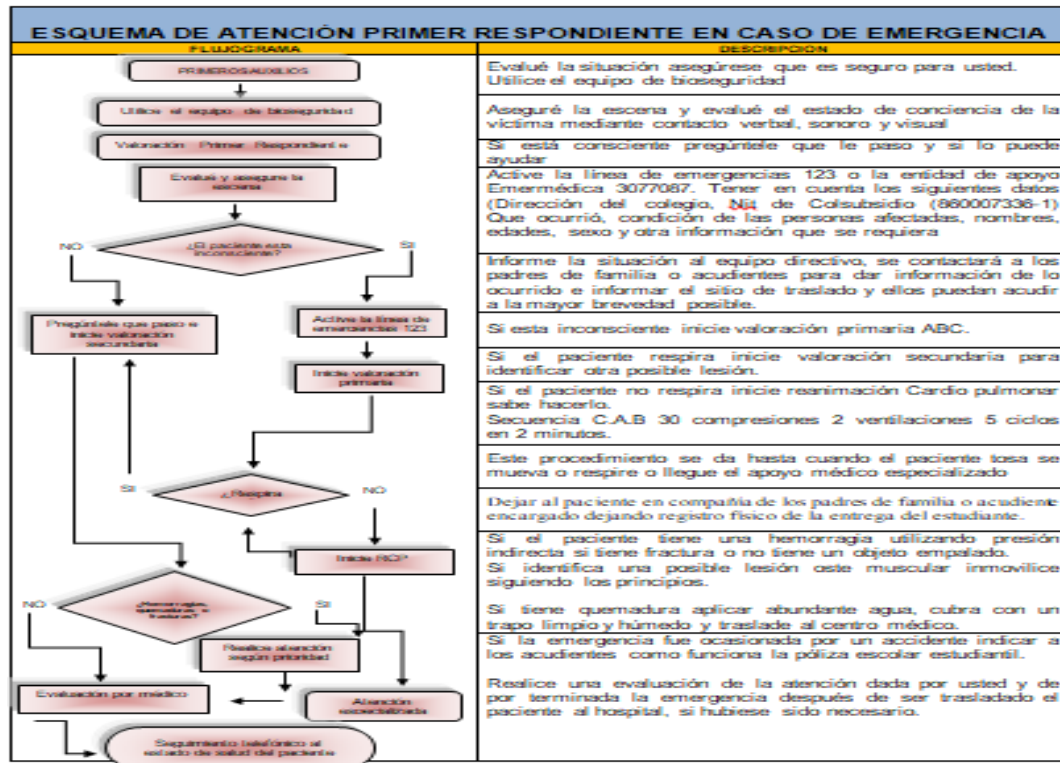 ESQUEMA DE ATENCIÓN PRIMER RESPONDIENTE EN CASO DE EMERGENCIA
FLUJOGRAMA
PRIMEROS AUXILIOS
Utilice el equipo de bioseguridad
Valoración Primer Respondiente
Evalué y asegure la
escena
¿El paciente esta
inconsciente?
NO
SI
Pregúntele que paso e
inicie valoración
secundaria
Active la línea de
emergencias 123
Inicie valoración
primaria
¿Respira
SI
NO
Inicie RCP
¿Hemorragias,
quemaduras o
fracturas?
NO
SI
Realice atención
según prioridad
Evaluación por médico
Atención
especializada
Seguimiento telefónico al
estado de salud del paciente
DESCRIPCION
Evalué la situación asegúrese que es seguro para usted.
Utilice el equipo de bioseguridad
Aseguré la escena y evalué el estado de conciencia de la
víctima mediante contacto verbal, sonoro y visual
Si está consciente pregúntele que le paso y si lo puede
ayudar
Active la línea de emergencias 123 o la entidad de apoyo
Emermédica 3077087. Tener en cuenta los siguientes datos
(Dirección del colegio, Nit de Colsubsidio (860007336-1)
Que ocurrió, condición de las personas afectadas, nombres,
edades, sexo y otra información que se requiera
Informe la situación al equipo directivo, se contactará a los
padres de familia o acudientes para dar información de lo
ocurrido e informar el sitio de traslado y ellos puedan acudir
a la mayor brevedad posible.
Si esta inconsciente inicie valoración primaria ABC.
Si el paciente respira inicie valoración secundaria para
identificar otra posible lesión.
Si el paciente no respira inicie reanimación Cardio pulmonar
sabe hacerlo.
Secuencia C.A.B 30 compresiones 2 ventilaciones 5 ciclos
en 2 minutos.
Este procedimiento se da hasta cuando el paciente tosa se
mueva o respire o llegue el apoyo médico especializado
Dejar al paciente en compañía de los padres de familia o acudiente
encargado dejando registro físico de la entrega del estudiante.
Si el paciente tiene una hemorragia utilizando presión
indirecta si tiene fractura o no tiene un objeto empalado.
Si identifica una posible lesión oste muscular inmovilice
siguiendo los principios.
Si tiene quemadura aplicar abundante agua, cubra con un
trapo limpio y húmedo y traslade al centro médico.
Si la emergencia fue ocasionada por un accidente indicar a
los acudientes como funciona la póliza escolar estudiantil.
Realice una evaluación de la atención dada por usted y de
por terminada la emergencia después de ser trasladado el
paciente al hospital, si hubiese sido necesario.